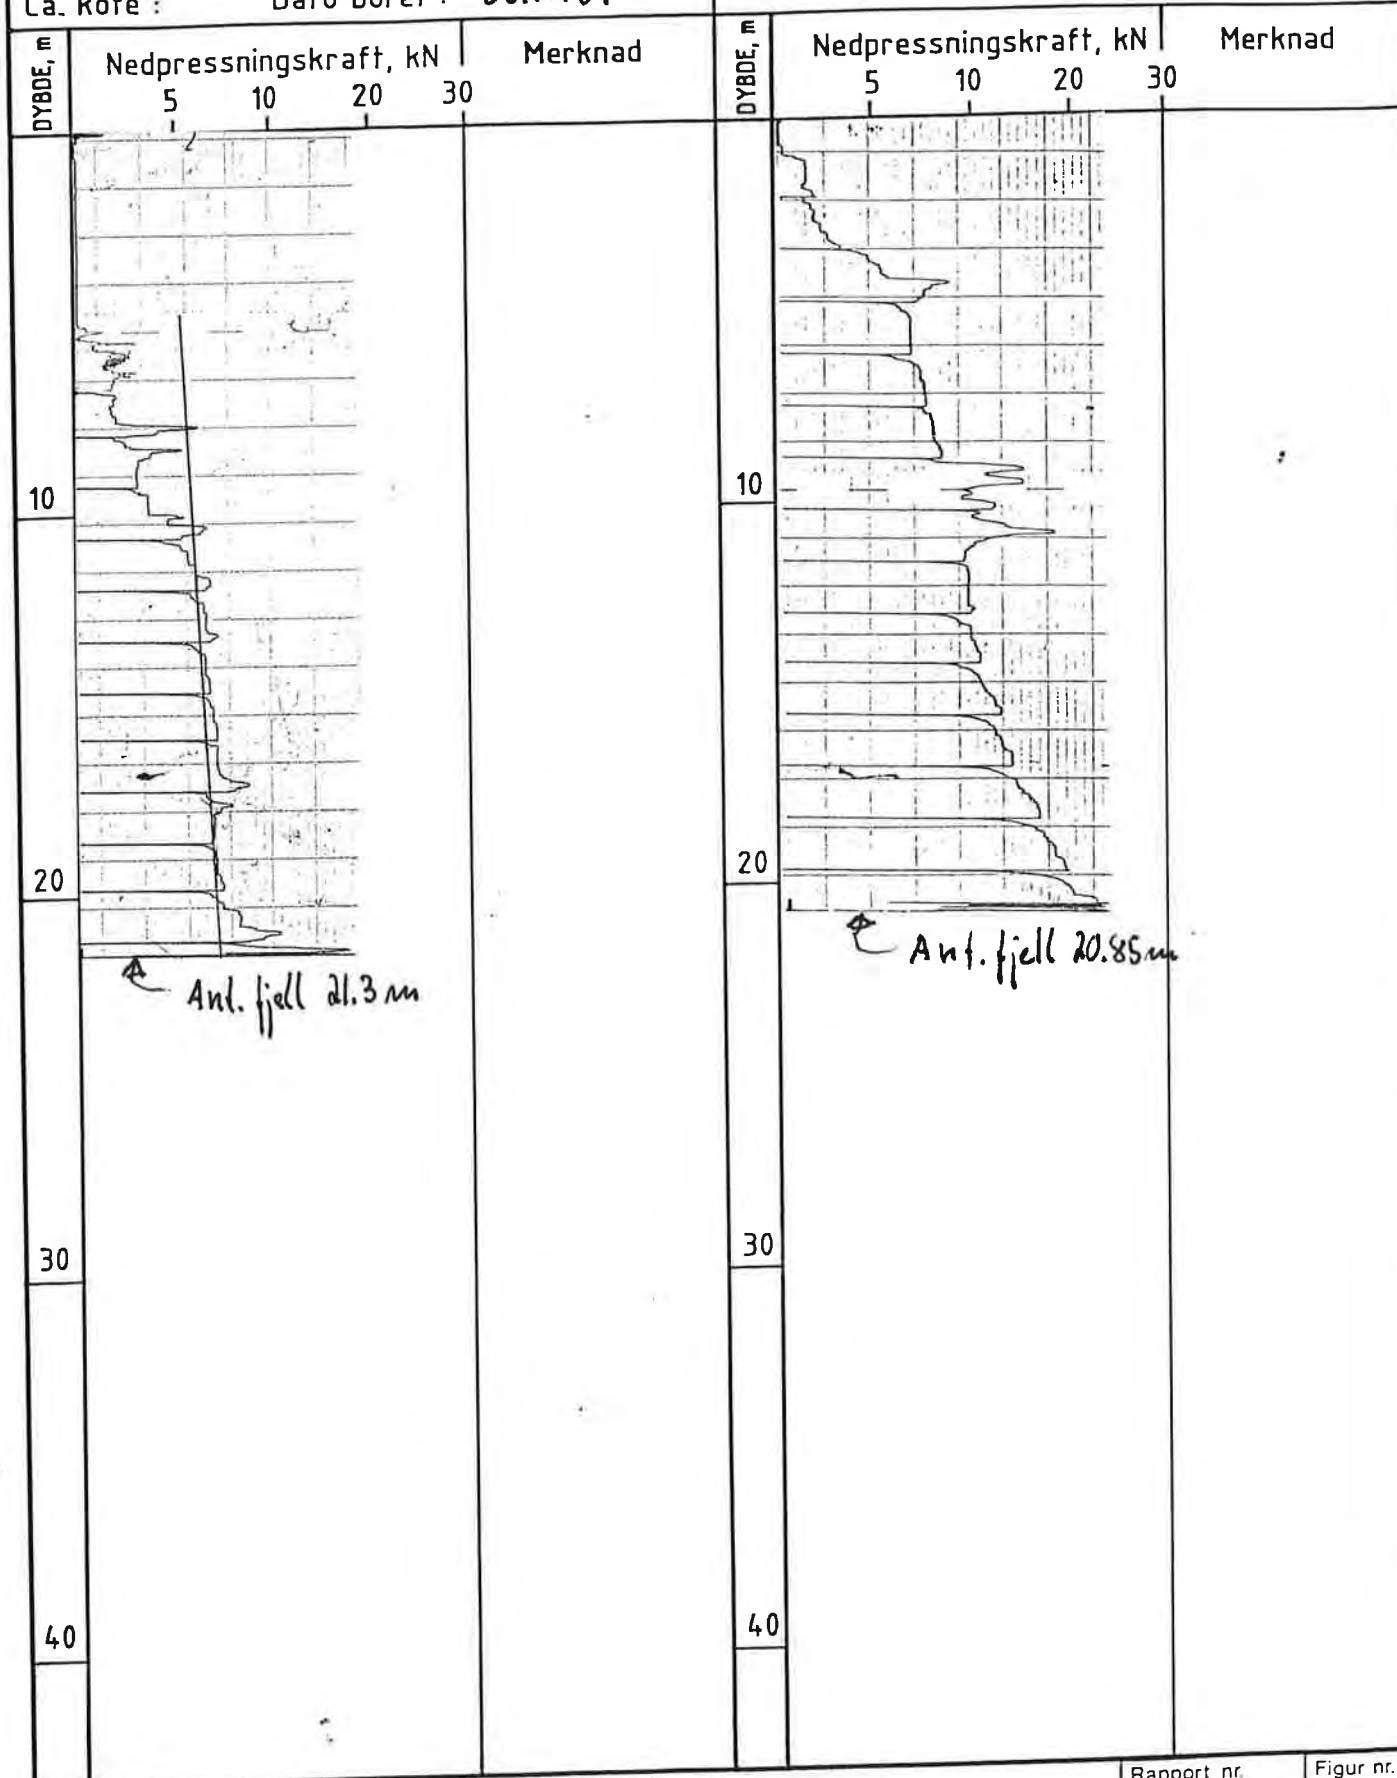 Ca. Kote :
DYBDE, m
Nedpressningskraft, kN
Merknad
5 10 20 30
10
20
Ant. fjell 21.3 m
30
40
DYBDE, m
Nedpressningskraft, kN
Merknad
5 10 20 30
10
20
Ant. fjell 20.85 m
30
40
Rapport nr.
Figur nr.